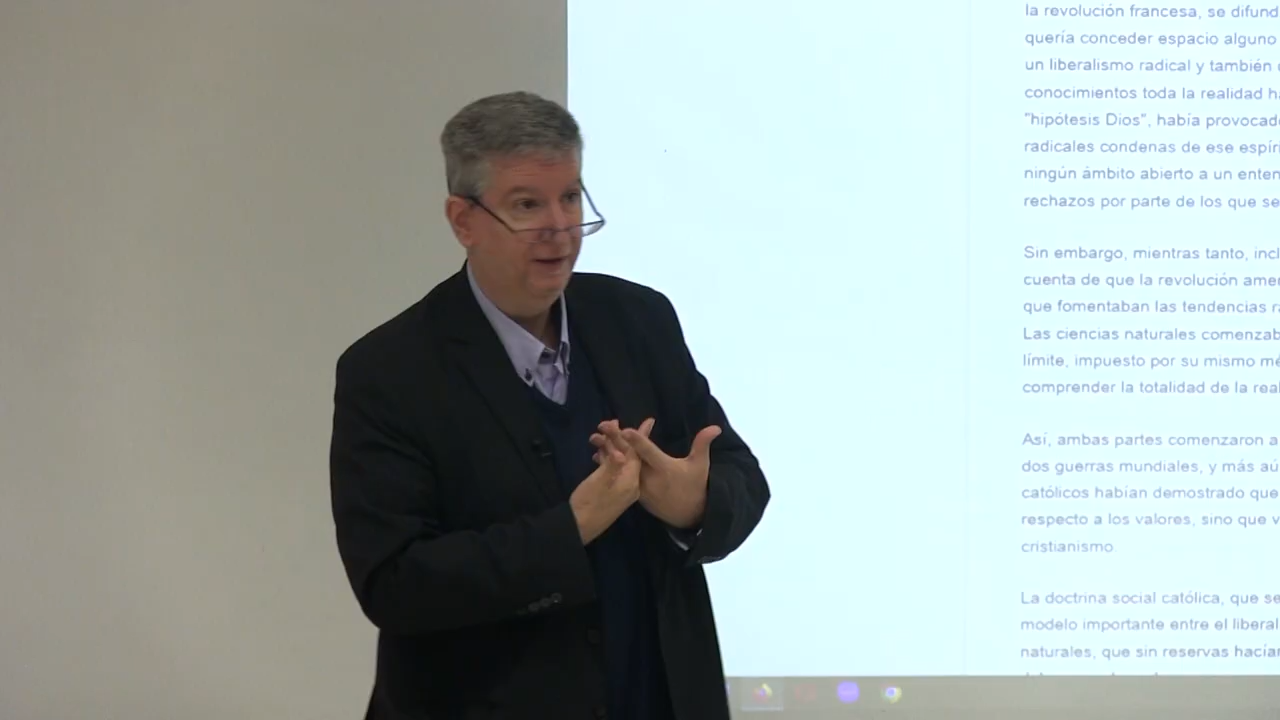 la revolución francesa, se difund
quería conceder espacio alguno
un liberalismo radical y también
conocimientos toda la realidad ha
"hipótesis Dios", había provocad
radicales condenas de ese espíri
ningún ámbito abierto a un enten
rechazos por parte de los que se
Sin embargo, mientras tanto, incl
cuenta de que la revolución ame
que fomentaban las tendencias ra
Las ciencias naturales comenzab
límite, impuesto por su mismo mé
comprender la totalidad de la real
Así, ambas partes comenzaron a
dos guerras mundiales, y más aú
católicos habían demostrado que
respecto a los valores, sino que v
cristianismo.
La doctrina social católica, que se
modelo importante entre el liberal
naturales, que sin reservas hacían